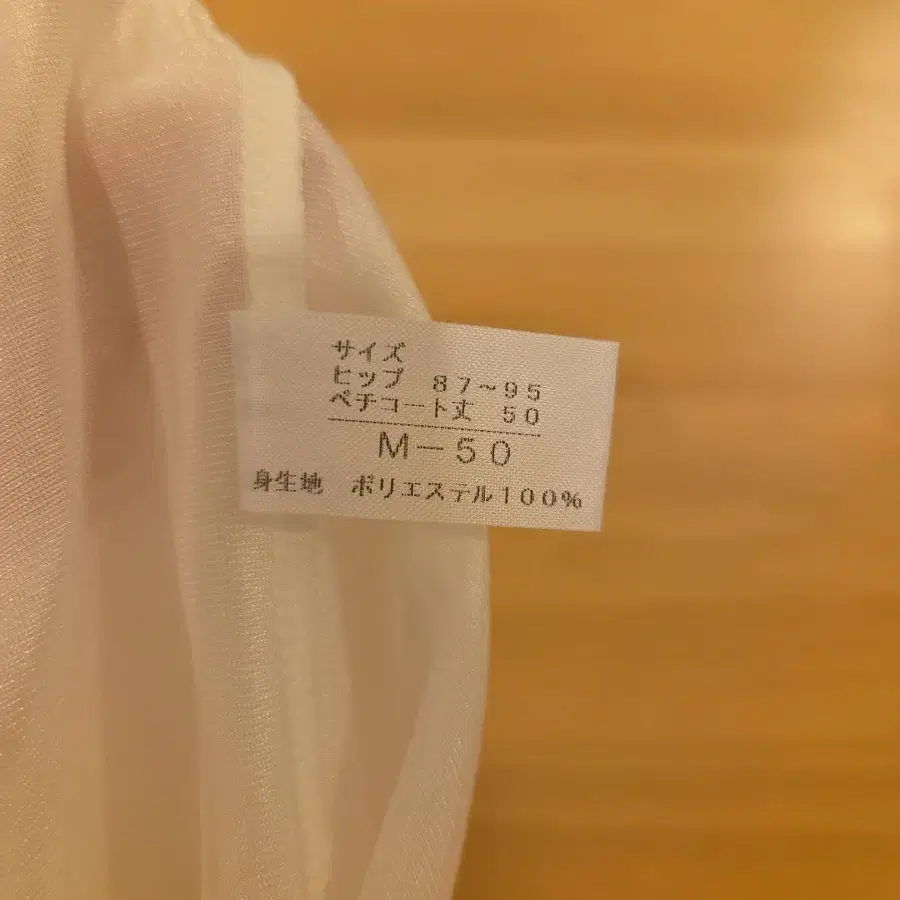 サイズ
ヒップ 87~95
ペチコート丈 50
M-50
身生地 ポリエステル100%